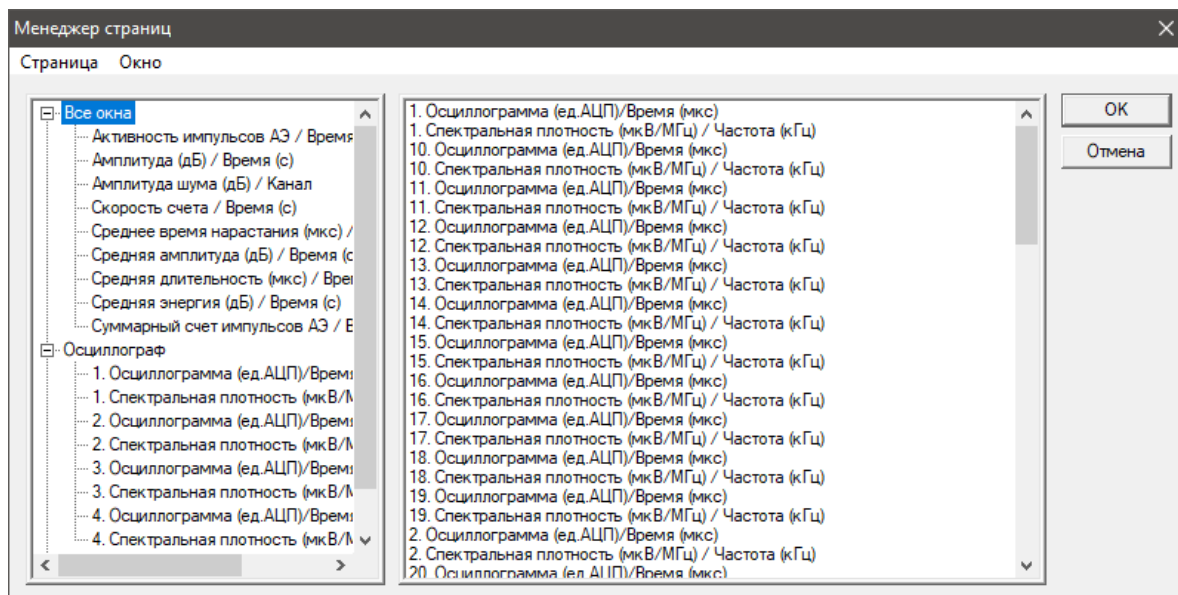 Менеджер страниц
Страница Окно
Все окна
Активность импульсов АЭ / Время
Амплитуда (дБ) / Время (с)
Амплитуда шума (дБ) / Канал
Скорость счета / Время (с)
Среднее время нарастания (мкс) /
Средняя амплитуда (дБ) / Время (с
Средняя длительность (мкс) / Вре
Средняя энергия (дБ) / Время (с)
Суммарный счет импульсов АЭ / В
Осциллограф
1. Осциллограмма (ед.АЦП)/Время
1. Спектральная плотность (мкВ/М
2. Осциллограмма (ед.АЦП)/Время
2. Спектральная плотность (мкВ/М
3. Осциллограмма (ед.АЦП)/Время
3. Спектральная плотность (мкВ/М
4. Осциллограмма (ед.АЦП)/Время
4. Спектральная плотность (мкВ/М
1. Осциллограмма (ед.АЦП)/Время (мкс)
1. Спектральная плотность (мкВ/МГц) / Частота (кГц)
10. Осциллограмма (ед.АЦП)/Время (мкс)
10. Спектральная плотность (мкВ/МГц) / Частота (кГц)
11. Осциллограмма (ед.АЦП)/Время (мкс)
11. Спектральная плотность (мкВ/МГц) / Частота (кГц)
12. Осциллограмма (ед.АЦП)/Время (мкс)
12. Спектральная плотность (мкВ/МГц) / Частота (кГц)
13. Осциллограмма (ед.АЦП)/Время (мкс)
13. Спектральная плотность (мкВ/МГц) / Частота (кГц)
14. Осциллограмма (ед.АЦП)/Время (мкс)
14. Спектральная плотность (мкВ/МГц) / Частота (кГц)
15. Осциллограмма (ед.АЦП)/Время (мкс)
15. Спектральная плотность (мкВ/МГц) / Частота (кГц)
16. Осциллограмма (ед.АЦП)/Время (мкс)
16. Спектральная плотность (мкВ/МГц) / Частота (кГц)
17. Осциллограмма (ед.АЦП)/Время (мкс)
17. Спектральная плотность (мкВ/МГц) / Частота (кГц)
18. Осциллограмма (ед.АЦП)/Время (мкс)
18. Спектральная плотность (мкВ/МГц) / Частота (кГц)
19. Осциллограмма (ед.АЦП)/Время (мкс)
19. Спектральная плотность (мкВ/МГц) / Частота (кГц)
2. Осциллограмма (ед.АЦП)/Время (мкс)
2. Спектральная плотность (мкВ/МГц) / Частота (кГц)
20. Осциллограмма (ед.АЦП)/Время (мкс)
OK
Отмена